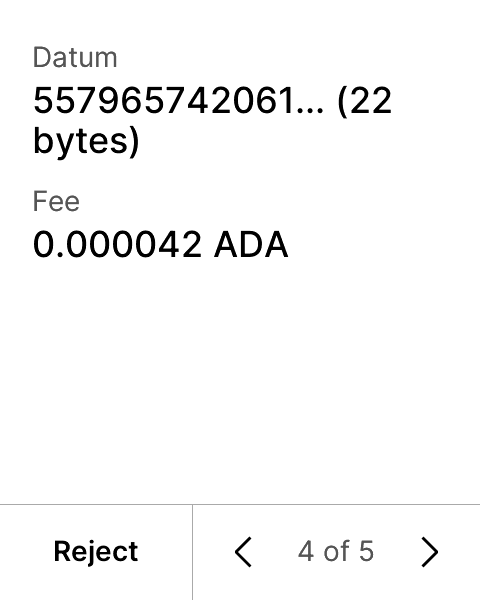 Datum
557965742061... (22
bytes)
Fee
0.000042 ADA
Reject
4 of 5